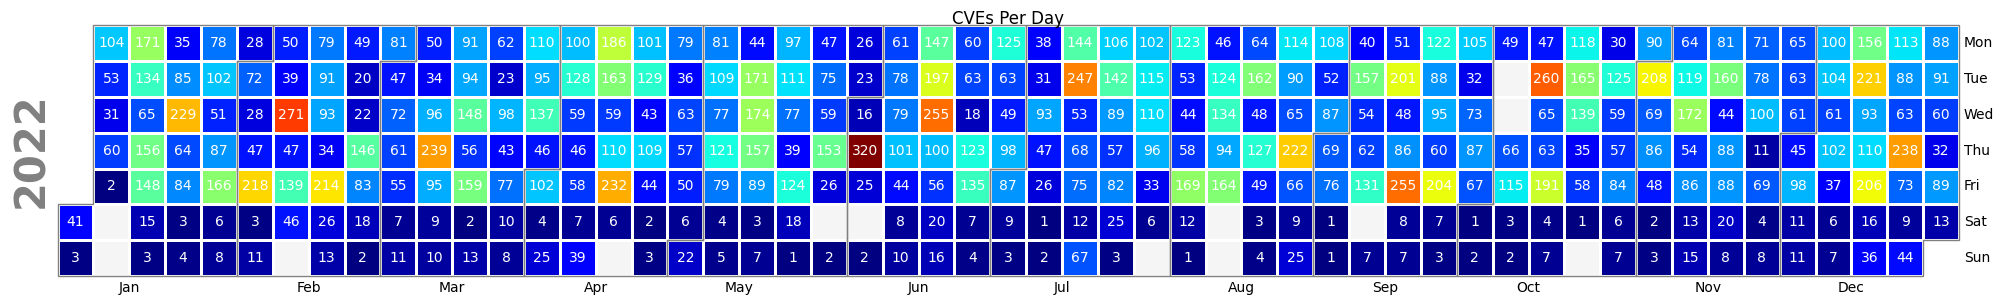 CVEs Per Day
2022
104 171 35 78 28 50 79 49 81 50 91 62 110 100 186 101 79 81 44 97 47 26 61 147 60 125 38 144 106 102 123 46 64 114 108 40 51 122 105 49 47 118 30 90 64 81 71 65 100 156 113 88 Mon
53 134 85 102 72 39 91 20 47 34 94 23 95 128 163 129 36 109 171 111 75 23 78 197 63 63 31 247 142 115 53 124 162 90 52 157 201 88 32 260 165 125 208 119 160 78 63 104 221 88 91 Tue
31 65 229 51 28 271 93 22 72 96 148 98 137 59 59 43 63 77 174 77 59 16 79 255 18 49 93 53 89 110 44 134 48 65 87 54 48 95 73 65 139 59 69 172 44 100 61 61 93 63 60 Wed
60 156 64 87 47 47 34 146 61 239 56 43 46 46 110 109 57 121 157 39 153 320 101 100 123 98 47 68 57 96 58 94 127 222 69 62 86 60 87 66 63 35 57 86 54 88 11 45 102 110 238 32 Thu
2 148 84 166 218 139 214 83 55 95 159 77 102 58 232 44 50 79 89 124 26 25 44 56 135 87 26 75 82 33 169 164 49 66 76 131 255 204 67 115 191 58 84 48 86 88 69 98 37 206 73 89 Fri
41 15 3 6 3 46 26 18 7 9 2 10 4 7 6 2 6 4 3 18 8 20 7 9 1 12 25 6 12 3 9 1 8 7 1 3 4 1 6 2 13 20 4 11 6 16 9 13 Sat
3 3 4 8 11 13 2 11 10 13 8 25 39 3 22 5 7 1 2 2 10 16 4 3 2 67 3 1 4 25 1 7 7 3 2 2 7 7 3 15 8 8 11 7 36 44 Sun
Jan Feb Mar Apr May Jun Jul Aug Sep Oct Nov Dec